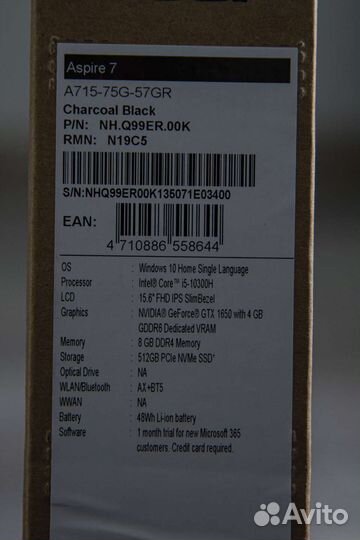 Aspire 7
A715-75G-57GR
Charcoal Black
P/N: NH.Q99ER.00K
RMN: N19C5
S/N:NHQ99ER00K135071E03400
EAN:
4 710886 558644
OS : Windows 10 Home Single Language
Processor : Intel® Core™ i5-10300H
LCD : 15.6" FHD IPS SlimBezel
Graphics : NVIDIA® GeForce® GTX 1650 with 4 GB
GDDR6 Dedicated VRAM
Memory : 8 GB DDR4 Memory
Storage : 512GB PCIe NVMe SSD*
Optical Drive : NA
WLAN/Bluetooth : AX+BT5
WWAN : NA
Battery : 48Wh Li-ion battery
Software : 1 month trial for new Microsoft 365
customers. Credit card required.
Avito